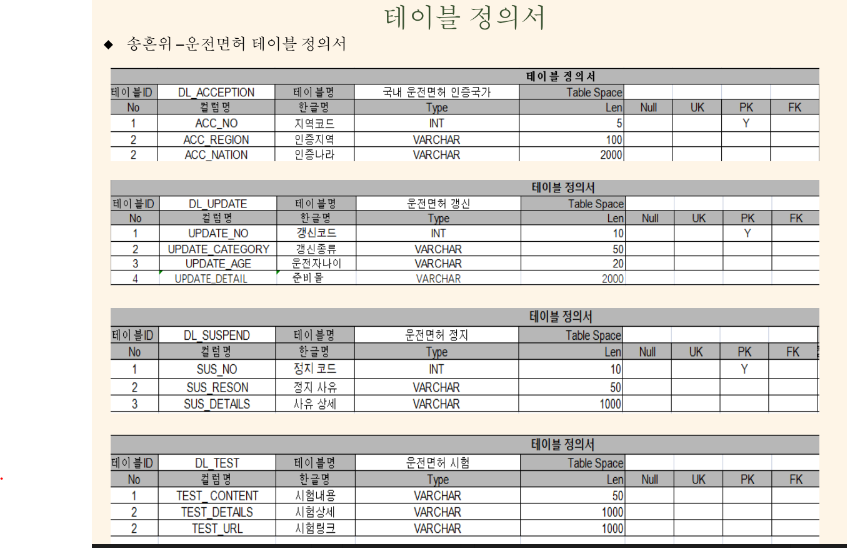 테이블 정의서
◆ 송흔위 –운전면허 테이블 정의서
테이블 정의서
테이블ID DL_ACCEPTION 테이블명 국내 운전면허 인증국가 Table Space
No 컬럼명 한글명 Type Len Null UK PK FK
1 ACC_NO 지역코드 INT 5 Y
2 ACC_REGION 인증지역 VARCHAR 100
2 ACC_NATION 인증나라 VARCHAR 2000
테이블 정의서
테이블ID DL_UPDATE 테이블명 운전면허 갱신 Table Space
No 컬럼명 한글명 Type Len Null UK PK FK
1 UPDATE_NO 갱신코드 INT 10 Y
2 UPDATE_CATEGORY 갱신종류 VARCHAR 50
3 UPDATE_AGE 운전자나이 VARCHAR 20
4 UPDATE_DETAIL 준비물 VARCHAR 2000
테이블 정의서
테이블ID DL_SUSPEND 테이블명 운전면허 정지 Table Space
No 컬럼명 한글명 Type Len Null UK PK FK
1 SUS_NO 정지 코드 INT 10 Y
2 SUS_RESON 정지 사유 VARCHAR 50
3 SUS_DETAILS 사유 상세 VARCHAR 1000
테이블 정의서
테이블ID DL_TEST 테이블명 운전면허 시험 Table Space
No 컬럼명 한글명 Type Len Null UK PK FK
1 TEST_CONTENT 시험내용 VARCHAR 50
2 TEST_DETAILS 시험상세 VARCHAR 1000
2 TEST_URL 시험링크 VARCHAR 1000